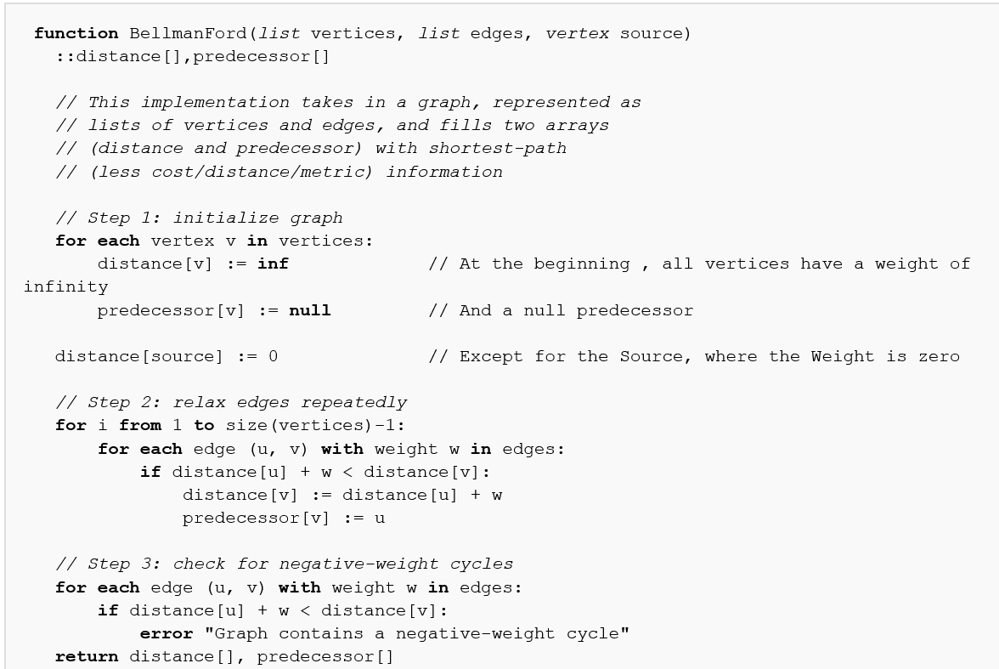 function BellmanFord(list vertices, list edges, vertex source)
::distance[],predecessor[]
// This implementation takes in a graph, represented as
// lists of vertices and edges, and fills two arrays
// (distance and predecessor) with shortest-path
// (less cost/distance/metric) information
// Step 1: initialize graph
for each vertex v in vertices:
distance[v] := inf // At the beginning , all vertices have a weight of
infinity
predecessor[v] := null // And a null predecessor
distance[source] := 0 // Except for the Source, where the Weight is zero
// Step 2: relax edges repeatedly
for i from 1 to size(vertices)-1:
for each edge (u, v) with weight w in edges:
if distance[u] + w < distance[v]:
distance[v] := distance[u] + w
predecessor[v] := u
// Step 3: check for negative-weight cycles
for each edge (u, v) with weight w in edges:
if distance[u] + w < distance[v]:
error "Graph contains a negative-weight cycle"
return distance[], predecessor[]